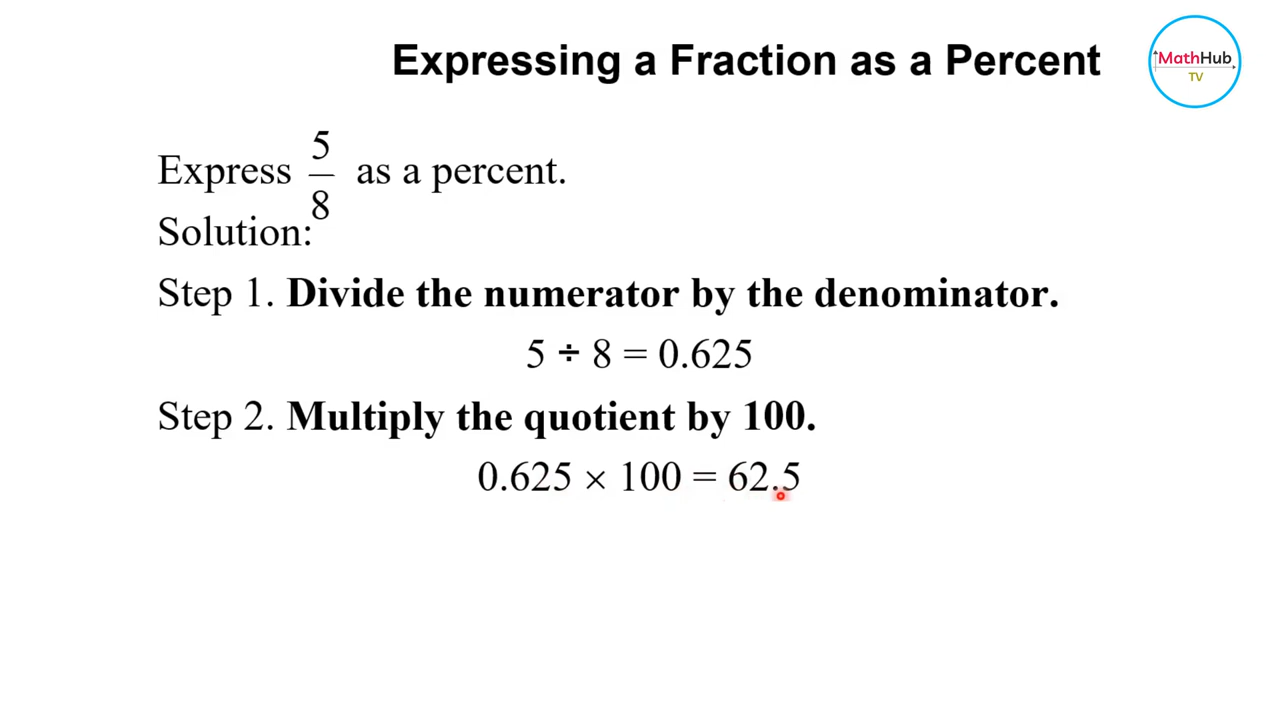 Expressing a Fraction as a Percent
MathHub
TV
Express 5/8 as a percent.
Solution:
Step 1. Divide the numerator by the denominator.
5 ÷ 8 = 0.625
Step 2. Multiply the quotient by 100.
0.625 × 100 = 62.5